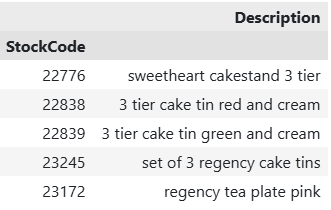 Description
StockCode
22776 sweetheart cakestand 3 tier
22838 3 tier cake tin red and cream
22839 3 tier cake tin green and cream
23245 set of 3 regency cake tins
23172 regency tea plate pink